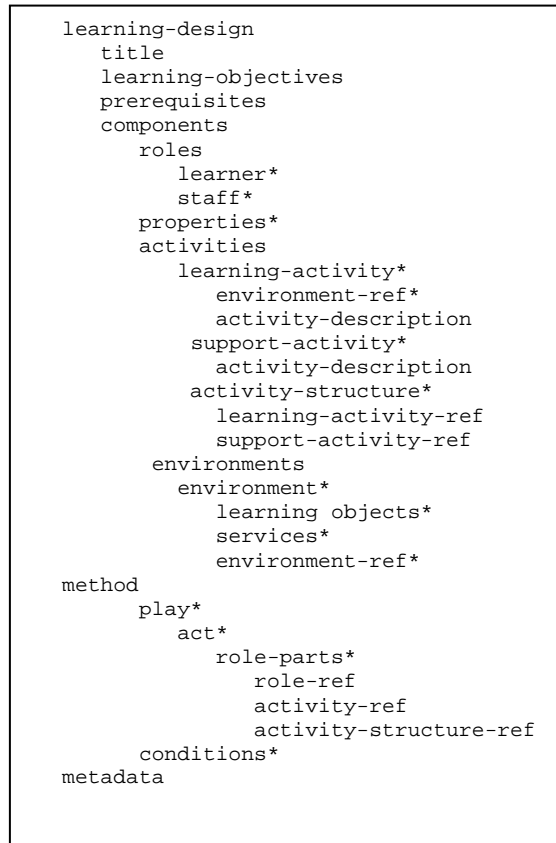 learning-design
title
learning-objectives
prerequisites
components
roles
learner*
staff*
properties*
activities
learning-activity*
environment-ref*
activity-description
support-activity*
activity-description
activity-structure*
learning-activity-ref
support-activity-ref
environments
environment*
learning objects*
services*
environment-ref*
method
play*
act*
role-parts*
role-ref
activity-ref
activity-structure-ref
conditions*
metadata